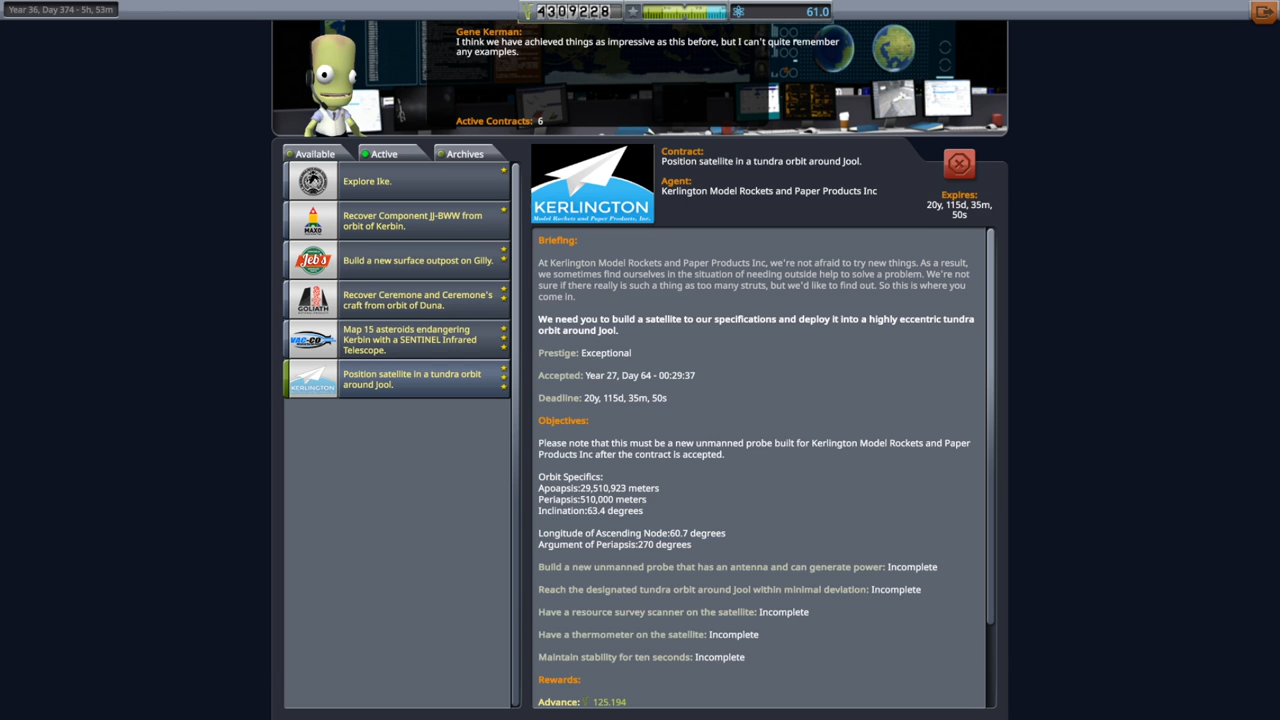 Year 36, Day 374 - 5h, 53m
4309228
61.0
Gene Kerman:
I think we have achieved things as impressive as this before, but I can't quite remember
any examples.
Active Contracts: 6
Available
Active
Archives
Explore Ike.
Recover Component JJ-BWW from
orbit of Kerbin.
MAXO
Build a new surface outpost on Gilly.
Jeb's
Recover Ceremone and Ceremone's
craft from orbit of Duna.
GOLIATH
Map 15 asteroids endangering
Kerbin with a SENTINEL Infrared
Telescope.
VAC-CO
Position satellite in a tundra orbit
around Jool.
KERLINGTON
KERLINGTON
Model Rockets and Paper Products, Inc.
Contract:
Position satellite in a tundra orbit around Jool.
Agent:
Kerlington Model Rockets and Paper Products Inc
Expires:
20y, 115d, 35m,
50s
Briefing:
At Kerlington Model Rockets and Paper Products Inc, we're not afraid to try new things. As a result,
we sometimes find ourselves in the situation of needing outside help to solve a problem. We're not
sure if there really is such a thing as too many struts, but we'd like to find out. So this is where you
come in.
We need you to build a satellite to our specifications and deploy it into a highly eccentric tundra
orbit around Jool.
Prestige: Exceptional
Accepted: Year 27, Day 64 - 00:29:37
Deadline: 20y, 115d, 35m, 50s
Objectives:
Please note that this must be a new unmanned probe built for Kerlington Model Rockets and Paper
Products Inc after the contract is accepted.
Orbit Specifics:
Apoapsis:29,510,923 meters
Periapsis:510,000 meters
Inclination:63.4 degrees
Longitude of Ascending Node:60.7 degrees
Argument of Periapsis:270 degrees
Build a new unmanned probe that has an antenna and can generate power: Incomplete
Reach the designated tundra orbit around Jool within minimal deviation: Incomplete
Have a resource survey scanner on the satellite: Incomplete
Have a thermometer on the satellite: Incomplete
Maintain stability for ten seconds: Incomplete
Rewards:
Advance: 125,194